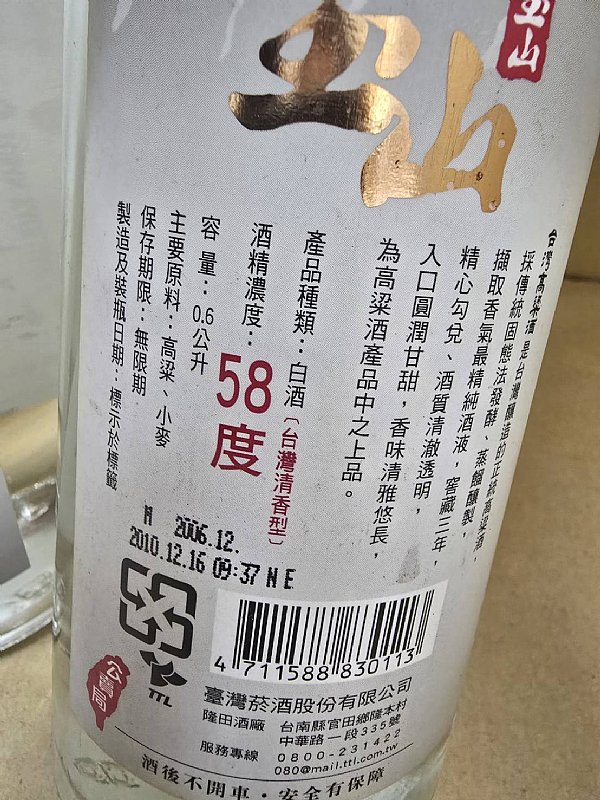 玉山
玉山
台灣高粱酒是台灣釀造的正統高粱酒,
採傳統固態法發酵、蒸餾釀製,
擷取香氣最精純酒液,窖藏三年,
精心勾兌、酒質清澈透明,
入口圓潤甘甜,香味清雅悠長,
為高粱酒產品中之上品。
產品種類:白酒(台灣清香型)
酒精濃度:58度
容量:0.6公升
主要原料:高粱、小麥
保存期限:無限期
製造及裝瓶日期:標示於標籤
M 2006.12.
2010.12.16 09:37 N E
4 711588 830113
公賣局
TTL
臺灣菸酒股份有限公司
隆田酒廠 台南縣官田鄉隆本村
中華路一段335號
服務專線 0800-231422
080@mail.ttl.com.tw
酒後不開車,安全有保障